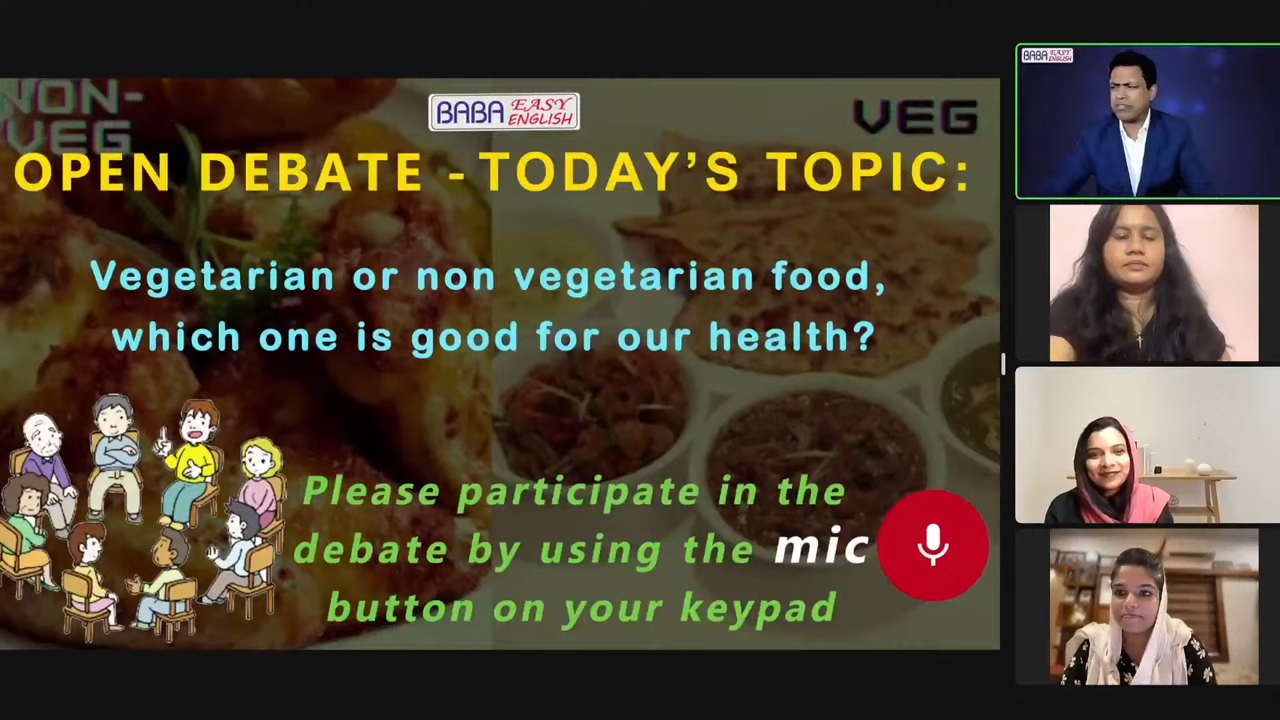 NON-
VEG
BABA EASY
ENGLISH
VEG
OPEN DEBATE - TODAY'S TOPIC:
Vegetarian or non vegetarian food,
which one is good for our health?
Please participate in the
debate by using the mic
button on your keypad
BABA EASY
ENGLISH